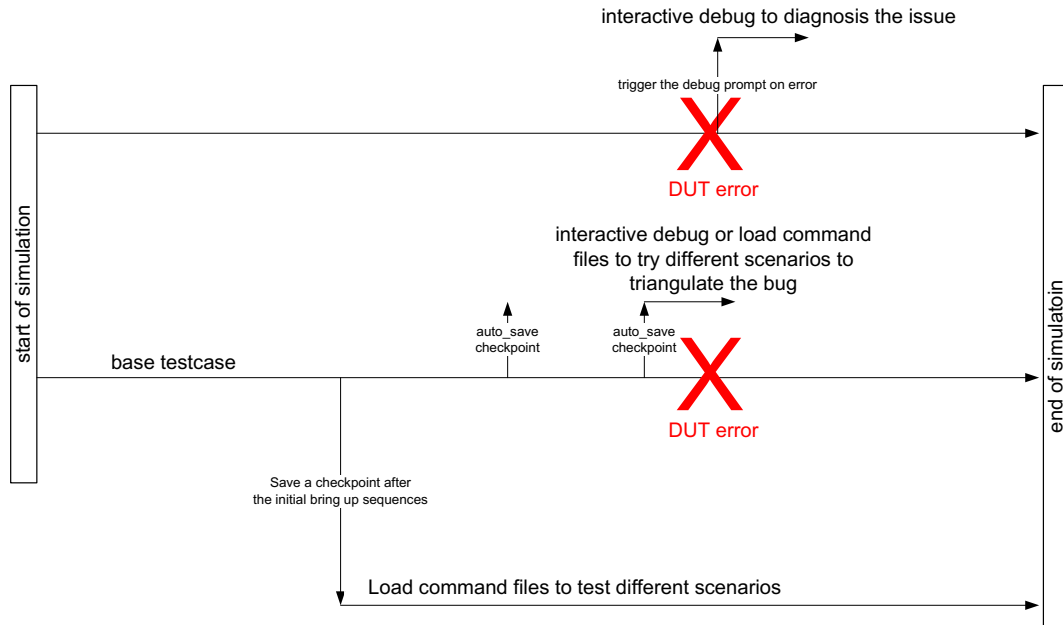 interactive debug to diagnosis the issue
trigger the debug prompt on error
DUT error
start of simulation
interactive debug or load command
files to try different scenarios to
triangulate the bug
auto_save
checkpoint
auto_save
checkpoint
base testcase
DUT error
end of simulatoin
Save a checkpoint after
the initial bring up sequences
Load command files to test different scenarios